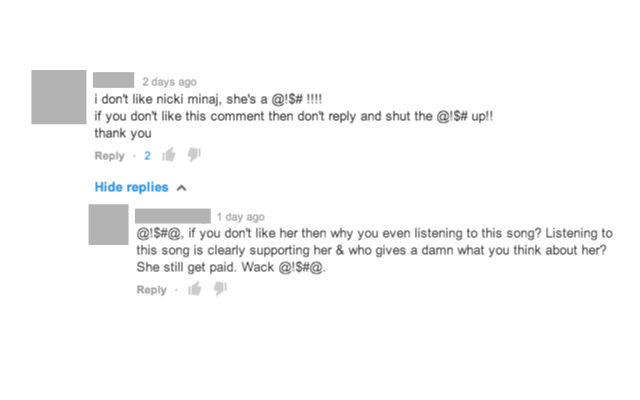 2 days ago
i don't like nicki minaj, she's a @!$# !!!!
if you don't like this comment then don't reply and shut the @!$# up!!
thank you
Reply · 2
Hide replies
1 day ago
@!$#@, if you don't like her then why you even listening to this song? Listening to
this song is clearly supporting her & who gives a damn what you think about her?
She still get paid. Wack @!$#@.
Reply ·